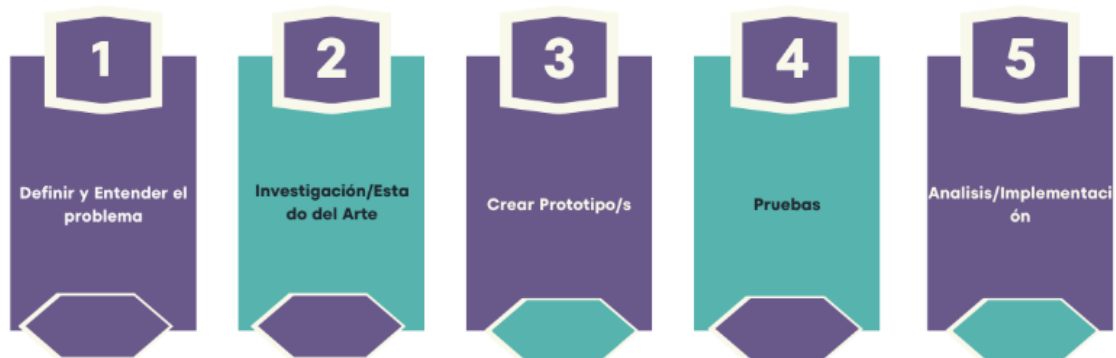 1
Definir y Entender el
problema
2
Investigación/Esta
do del Arte
3
Crear Prototipo/s
4
Pruebas
5
Analisis/Implementaci
ón